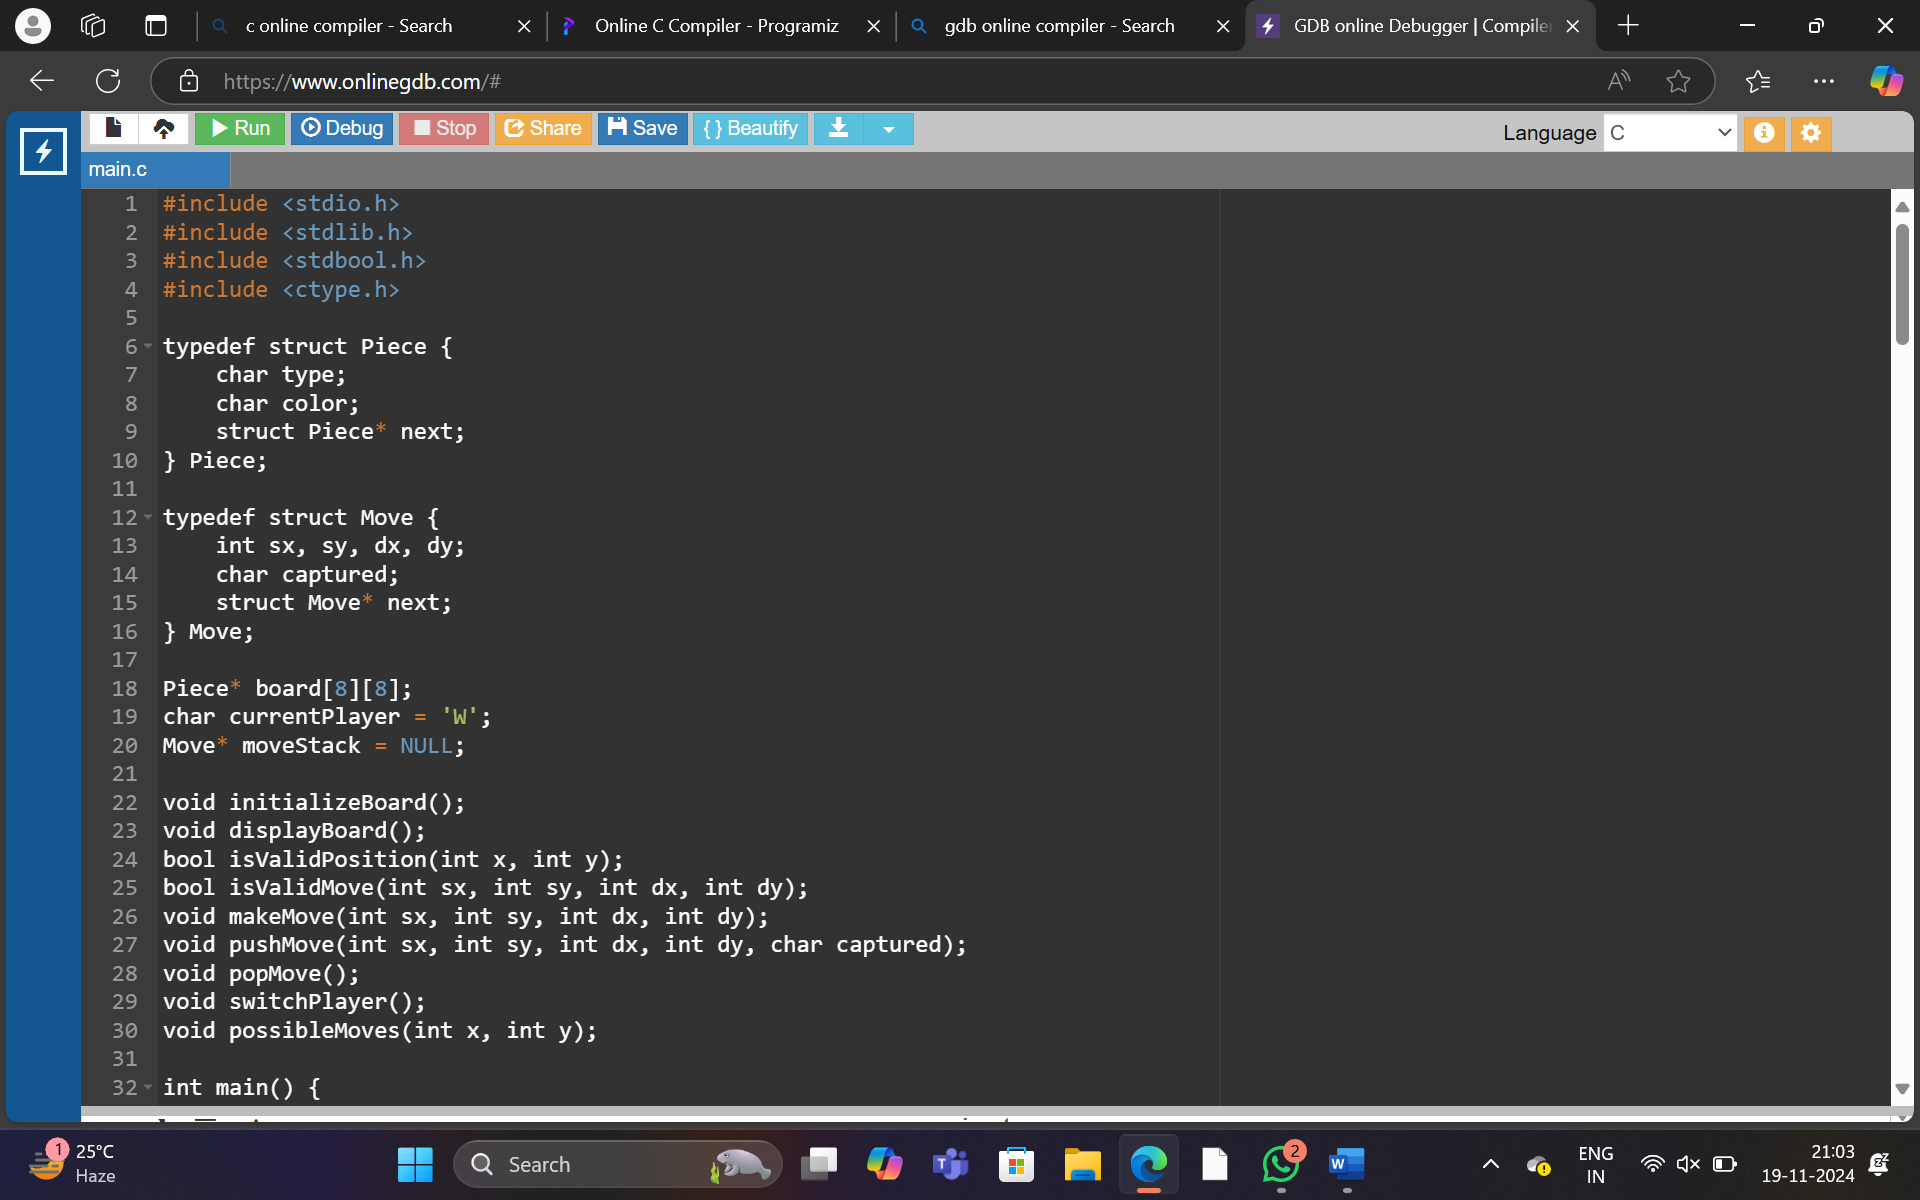 c online compiler - Search
Online C Compiler - Programiz
gdb online compiler - Search
GDB online Debugger | Compiler
https://www.onlinegdb.com/#
Run
Debug
Stop
Share
Save
{ } Beautify
Language
C
main.c
1 #include <stdio.h>
2 #include <stdlib.h>
3 #include <stdbool.h>
4 #include <ctype.h>
5
6 typedef struct Piece {
7 char type;
8 char color;
9 struct Piece* next;
10 } Piece;
11
12 typedef struct Move {
13 int sx, sy, dx, dy;
14 char captured;
15 struct Move* next;
16 } Move;
17
18 Piece* board[8][8];
19 char currentPlayer = 'W';
20 Move* moveStack = NULL;
21
22 void initializeBoard();
23 void displayBoard();
24 bool isValidPosition(int x, int y);
25 bool isValidMove(int sx, int sy, int dx, int dy);
26 void makeMove(int sx, int sy, int dx, int dy);
27 void pushMove(int sx, int sy, int dx, int dy, char captured);
28 void popMove();
29 void switchPlayer();
30 void possibleMoves(int x, int y);
31
32 int main() {
1
25°C
Haze
Search
2
ENG
IN
21:03
19-11-2024